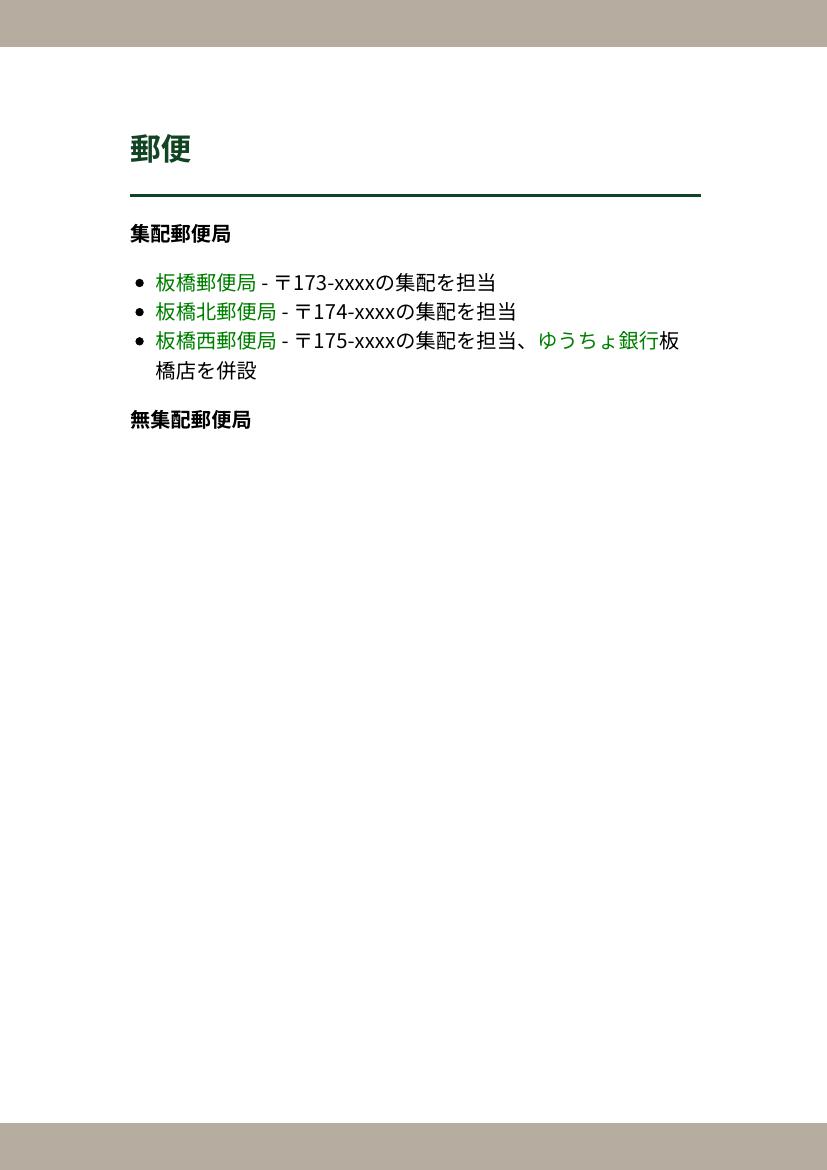 郵便
集配郵便局
• 板橋郵便局 - 〒173-xxxxの集配を担当
• 板橋北郵便局 - 〒174-xxxxの集配を担当
• 板橋西郵便局 - 〒175-xxxxの集配を担当、ゆうちょ銀行板
橋店を併設
無集配郵便局